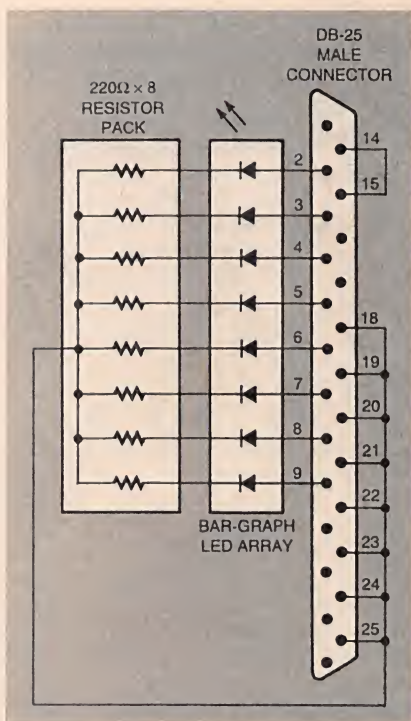 DB-25
MALE
CONNECTOR
220Ω × 8
RESISTOR
PACK
14
2
15
3
4
5
18
6
19
7
20
8
21
9
22
BAR-GRAPH
LED ARRAY
23
24
25